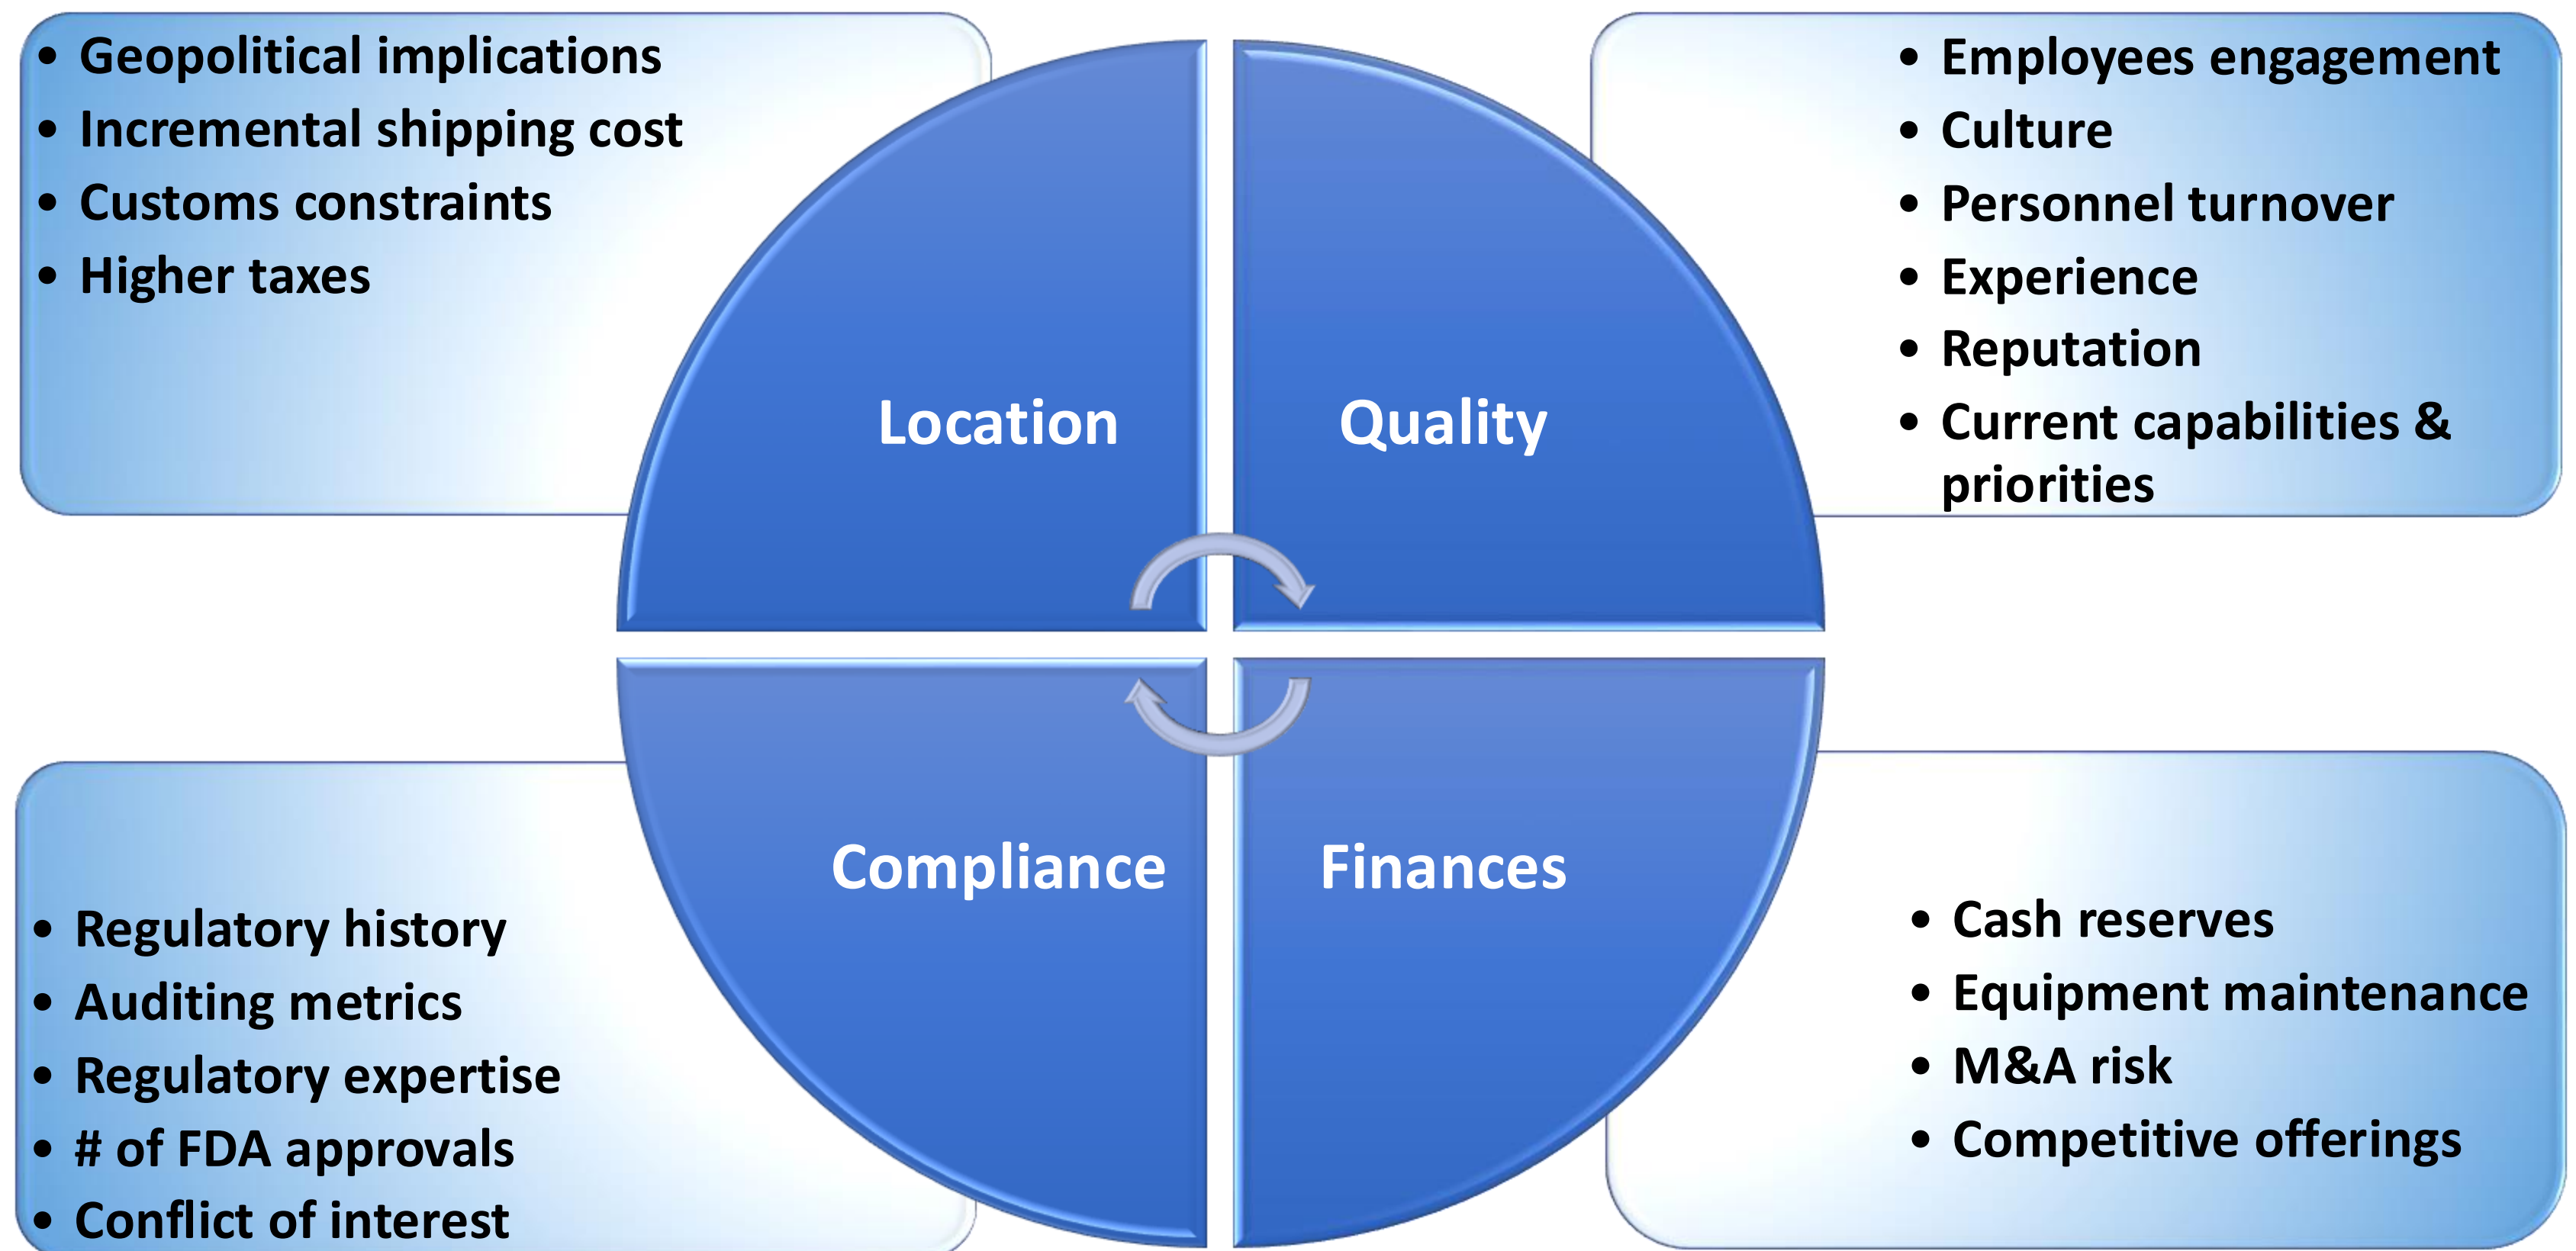 • Geopolitical implications
• Incremental shipping cost
• Customs constraints
• Higher taxes
• Employees engagement
• Culture
• Personnel turnover
• Experience
• Reputation
• Current capabilities &
priorities
Location
Quality
Compliance
Finances
• Regulatory history
• Auditing metrics
• Regulatory expertise
• # of FDA approvals
• Conflict of interest
• Cash reserves
• Equipment maintenance
• M&A risk
• Competitive offerings